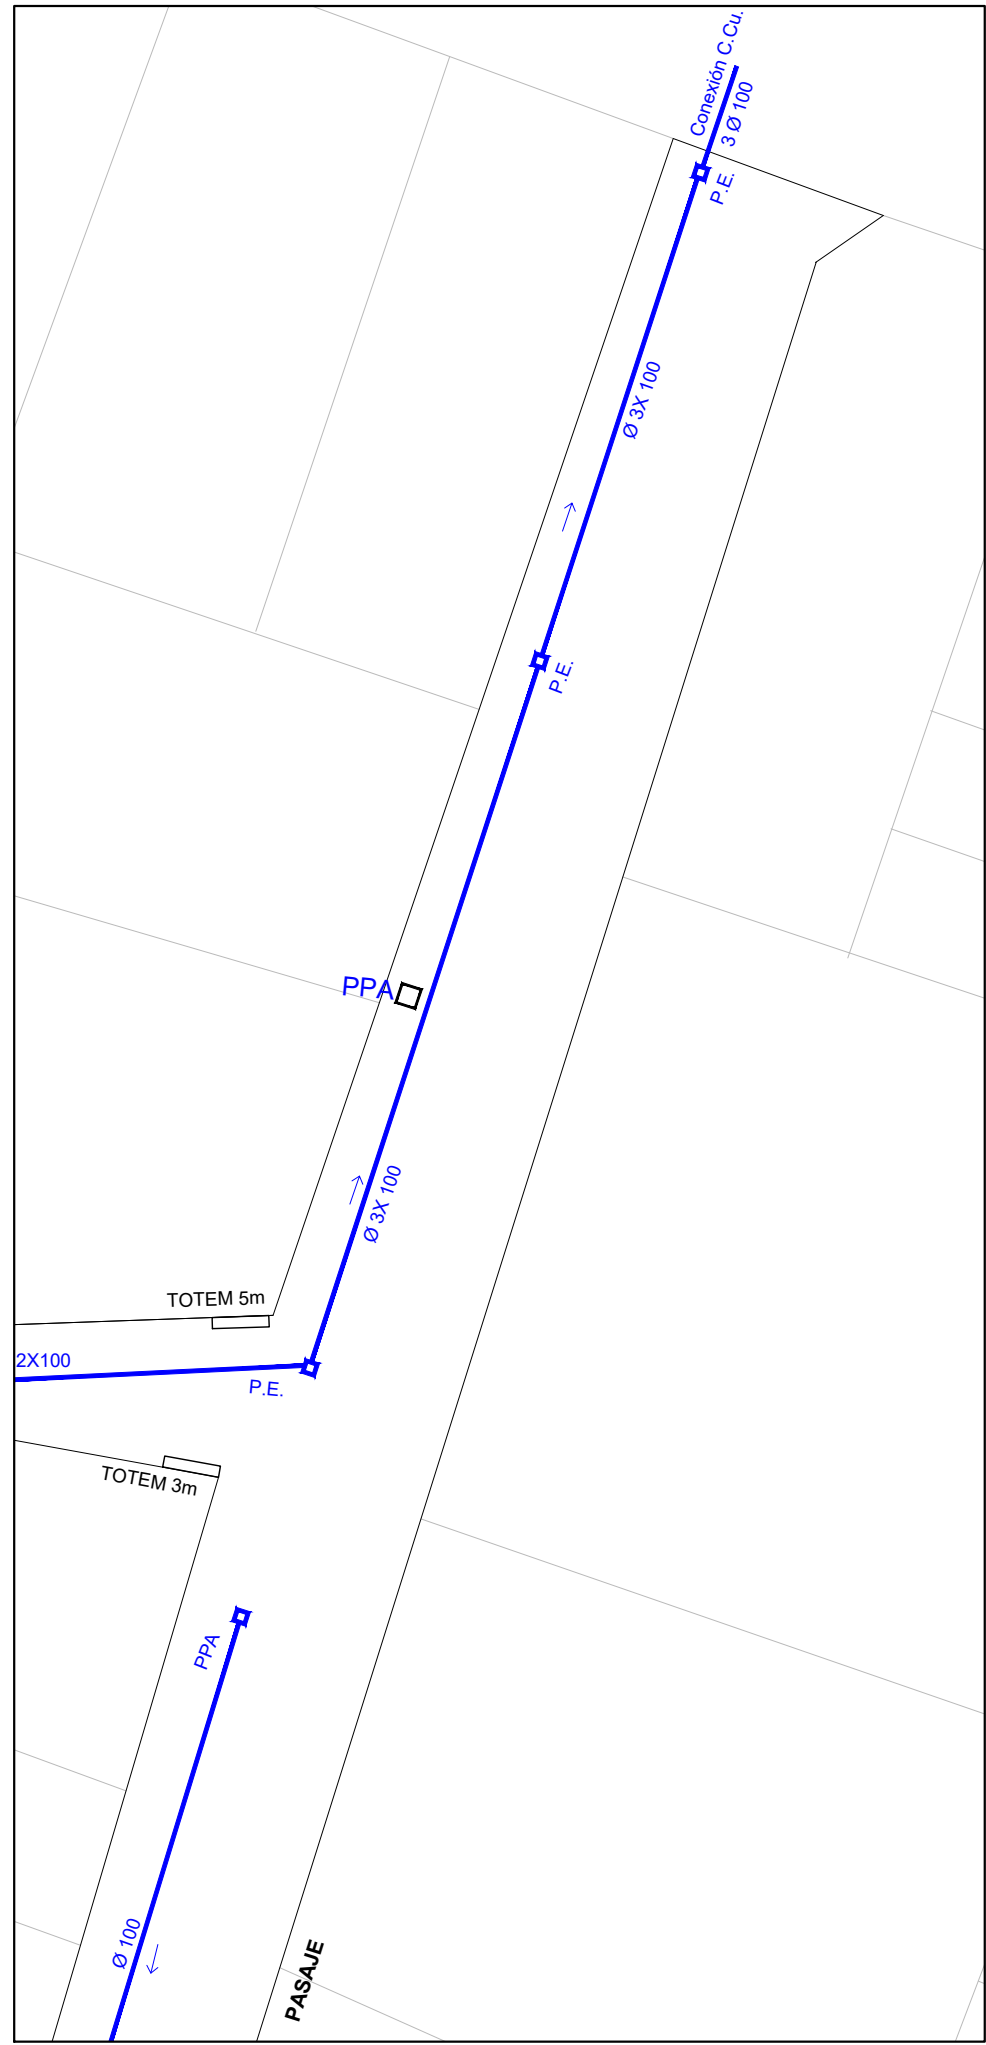 Conexión C.Cu.
3 Ø 100
P.E.
Ø 3X 100
P.E.
PPA
Ø 3X 100
TOTEM 5m
2X100
P.E.
TOTEM 3m
PPA
Ø 100
PASAJE